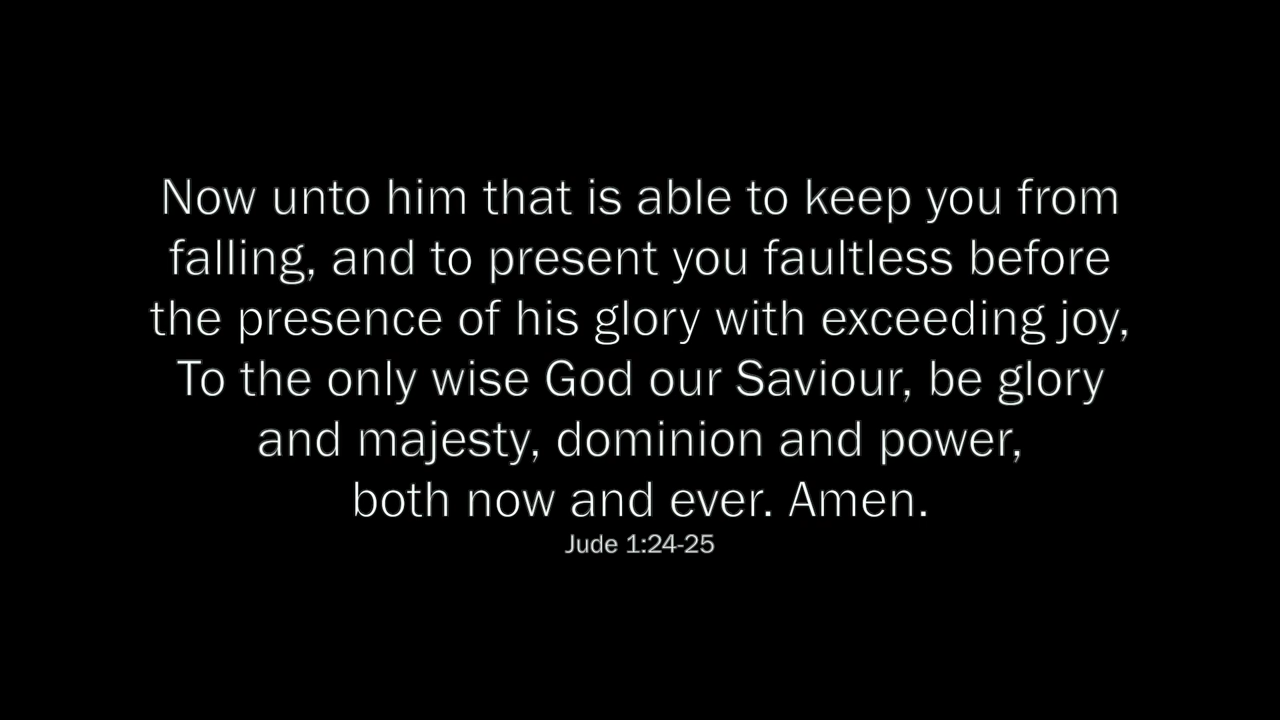 Now unto him that is able to keep you from
falling, and to present you faultless before
the presence of his glory with exceeding joy,
To the only wise God our Saviour, be glory
and majesty, dominion and power,
both now and ever. Amen.
Jude 1:24-25